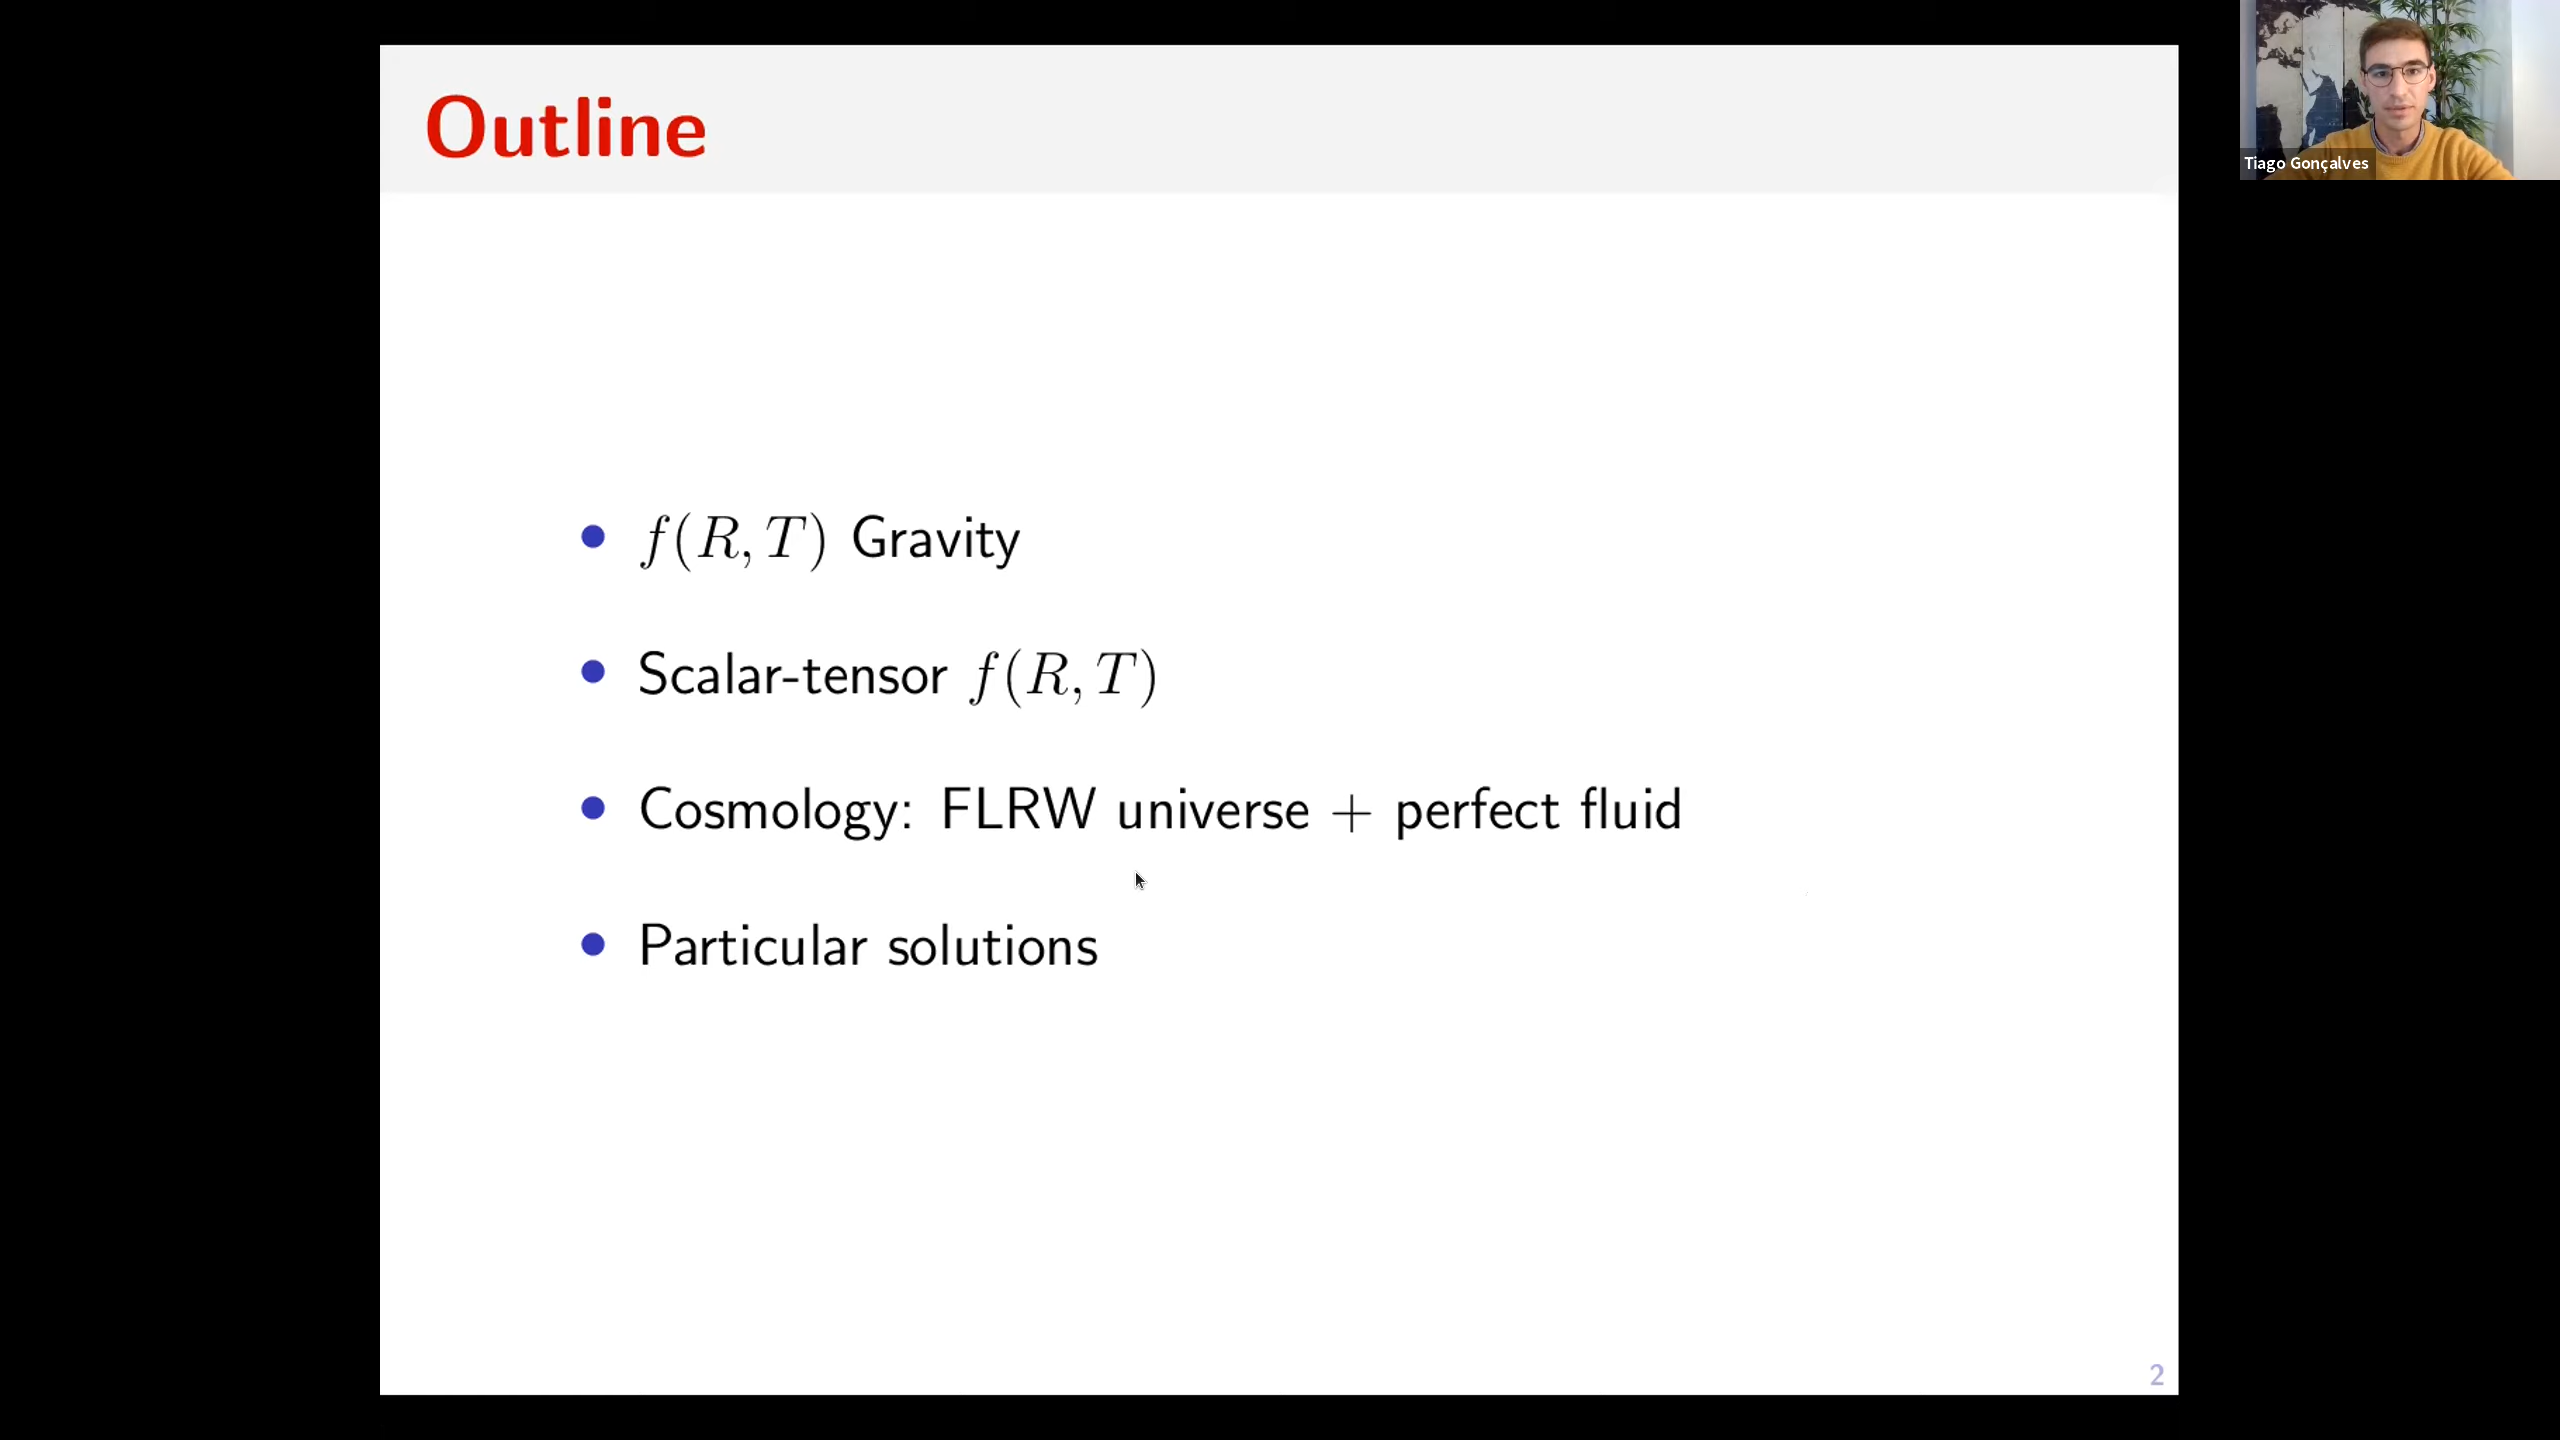 Outline
Tiago Gonçalves
• f(R, T) Gravity
• Scalar-tensor f(R, T)
• Cosmology: FLRW universe + perfect fluid
• Particular solutions
2